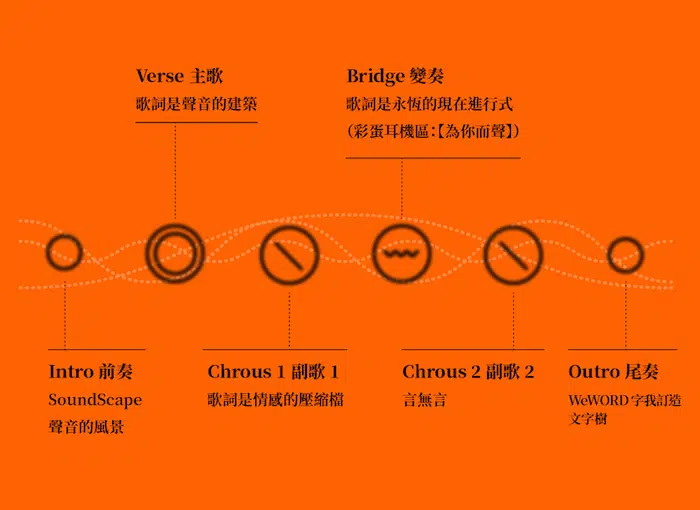 Verse 主歌
歌詞是聲音的建築
Bridge 變奏
歌詞是永恆的現在進行式
(彩蛋耳機區：【為你而聲】)
Intro 前奏
SoundScape
聲音的風景
Chrous 1 副歌 1
歌詞是情感的壓縮檔
Chrous 2 副歌 2
言無言
Outro 尾奏
WeWORD 字我訂造
文字樹